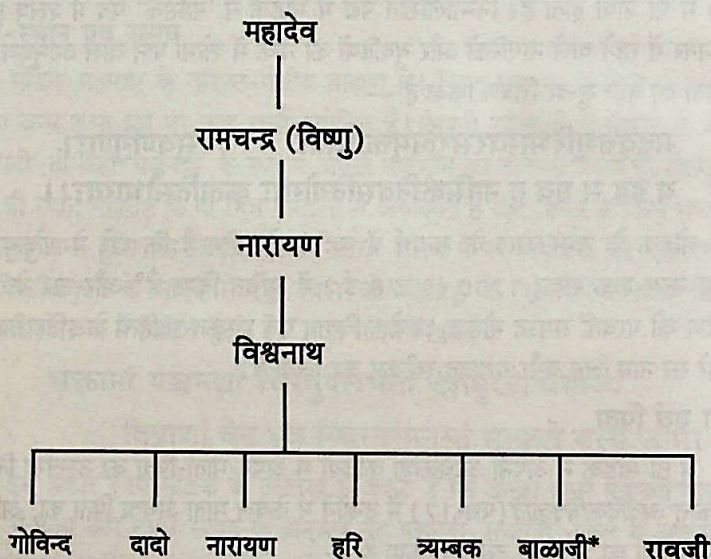 महादेव
रामचन्द्र (विष्णु)
नारायण
विश्वनाथ
गोविन्द दादो नारायण हरि त्र्यम्बक बाळाजी* रावजी